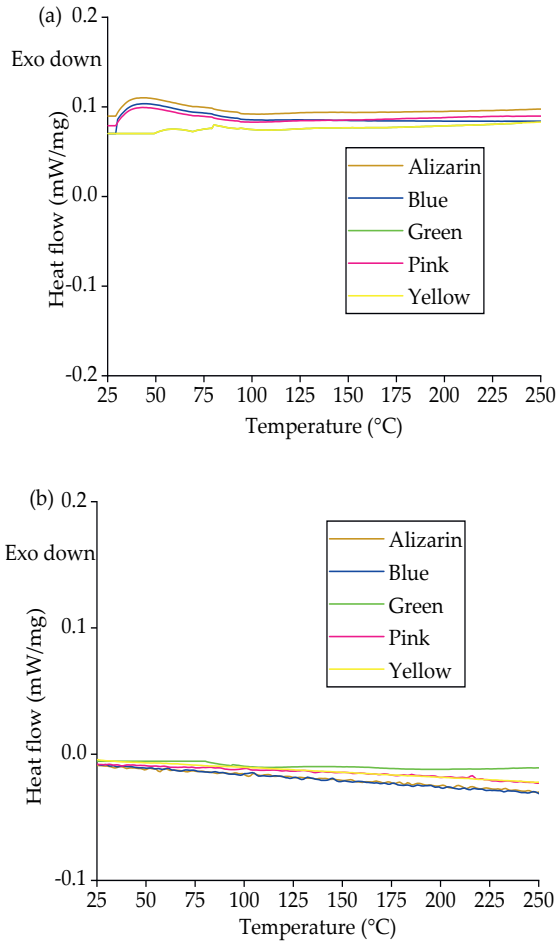 (a)
0.2
Exo down
0.1
0.0
-0.1
-0.2
Heat flow (mW/mg)
Alizarin
Blue
Green
Pink
Yellow
25 50 75 100 125 150 175 200 225 250
Temperature (°C)
(b)
0.2
Exo down
0.1
0.0
-0.1
Heat flow (mW/mg)
Alizarin
Blue
Green
Pink
Yellow
25 50 75 100 125 150 175 200 225 250
Temperature (°C)